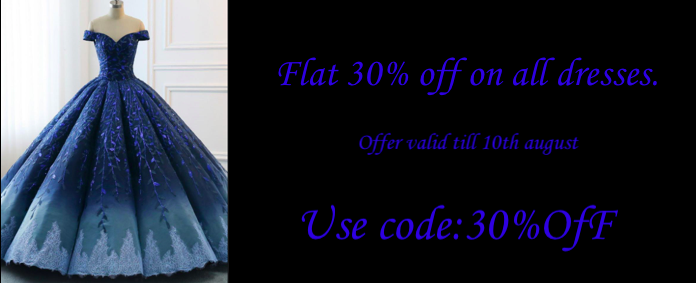 Flat 30% off on all dresses.
Offer valid till 10th august
Use code:30%OfF